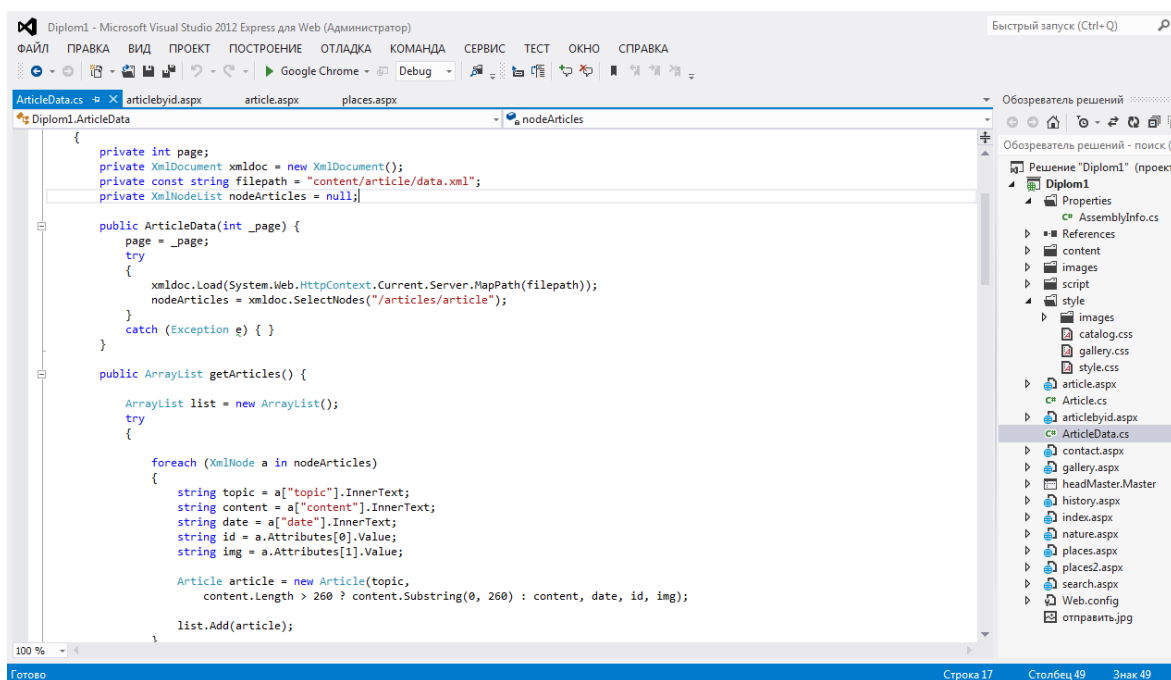 Diplom1 - Microsoft Visual Studio 2012 Express для Web (Администратор)
Быстрый запуск (Ctrl+Q)
ФАЙЛ ПРАВКА ВИД ПРОЕКТ ПОСТРОЕНИЕ ОТЛАДКА КОМАНДА СЕРВИС ТЕСТ ОКНО СПРАВКА
Google Chrome Debug
ArticleData.cs articlebyid.aspx article.aspx places.aspx
Diplom1.ArticleData nodeArticles
{
private int page;
private XmlDocument xmldoc = new XmlDocument();
private const string filepath = "content/article/data.xml";
private XmlNodeList nodeArticles = null;
public ArticleData(int _page) {
page = _page;
try
{
xmldoc.Load(System.Web.HttpContext.Current.Server.MapPath(filepath));
nodeArticles = xmldoc.SelectNodes("/articles/article");
}
catch (Exception e) { }
}
public ArrayList getArticles() {
ArrayList list = new ArrayList();
try
{
foreach (XmlNode a in nodeArticles)
{
string topic = a["topic"].InnerText;
string content = a["content"].InnerText;
string date = a["date"].InnerText;
string id = a.Attributes[0].Value;
string img = a.Attributes[1].Value;
Article article = new Article(topic,
content.Length > 260 ? content.Substring(0, 260) : content, date, id, img);
list.Add(article);
}
100 %
Обозреватель решений
Обозреватель решений - поиск (
Решение "Diplom1" (проект
Diplom1
Properties
AssemblyInfo.cs
References
content
images
script
style
images
catalog.css
gallery.css
style.css
article.aspx
Article.cs
articlebyid.aspx
ArticleData.cs
contact.aspx
gallery.aspx
headMaster.Master
history.aspx
index.aspx
nature.aspx
places.aspx
places2.aspx
search.aspx
Web.config
отправить.jpg
Готово Строка 17 Столбец 49 Знак 49